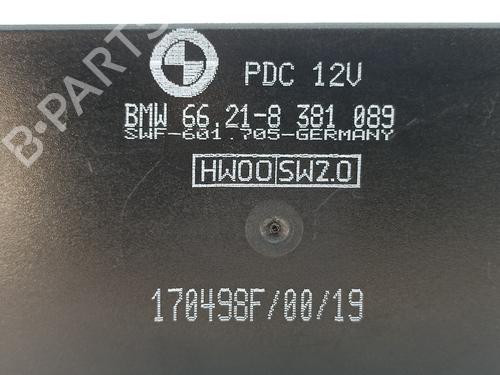 PDC 12V
BMW 66.21-8 381 089
SWF-601.705-GERMANY
HW00 SW2.0
170498F/00/19
B-PARTS
B-PARTS